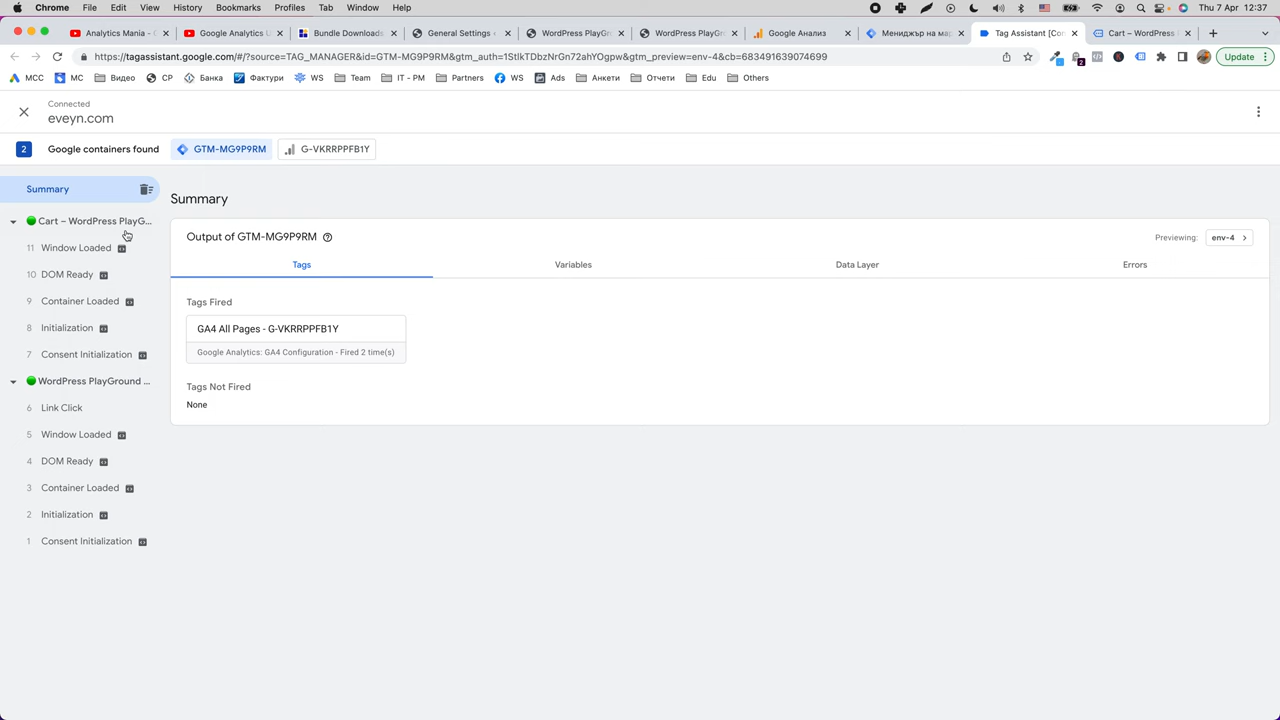 Chrome File Edit View History Bookmarks Profiles Tab Window Help Thu 7 Apr 12:37
Analytics Mania - Google Analytics U Bundle Downloads General Settings WordPress PlayGr WordPress PlayGr Google Анализ Мениджър на ма Tag Assistant [Con Cart – WordPress
https://tagassistant.google.com/#/?source=TAG_MANAGER&id=GTM-MG9P9RM&gtm_auth=1StIkTDbzNrGn72ahYOgpw&gtm_preview=env-4&cb=683491639074699 Update
MCC MC Видео CP Банка Фактури WS Team IT - PM Partners WS Ads Анкети Отчети Edu Others
Connected
eveyn.com
2 Google containers found GTM-MG9P9RM G-VKRRPPFB1Y
Summary
Cart – WordPress PlayG...
11 Window Loaded
10 DOM Ready
9 Container Loaded
8 Initialization
7 Consent Initialization
WordPress PlayGround ...
6 Link Click
5 Window Loaded
4 DOM Ready
3 Container Loaded
2 Initialization
1 Consent Initialization
Summary
Output of GTM-MG9P9RM Previewing: env-4
Tags Variables Data Layer Errors
Tags Fired
GA4 All Pages - G-VKRRPPFB1Y
Google Analytics: GA4 Configuration - Fired 2 time(s)
Tags Not Fired
None